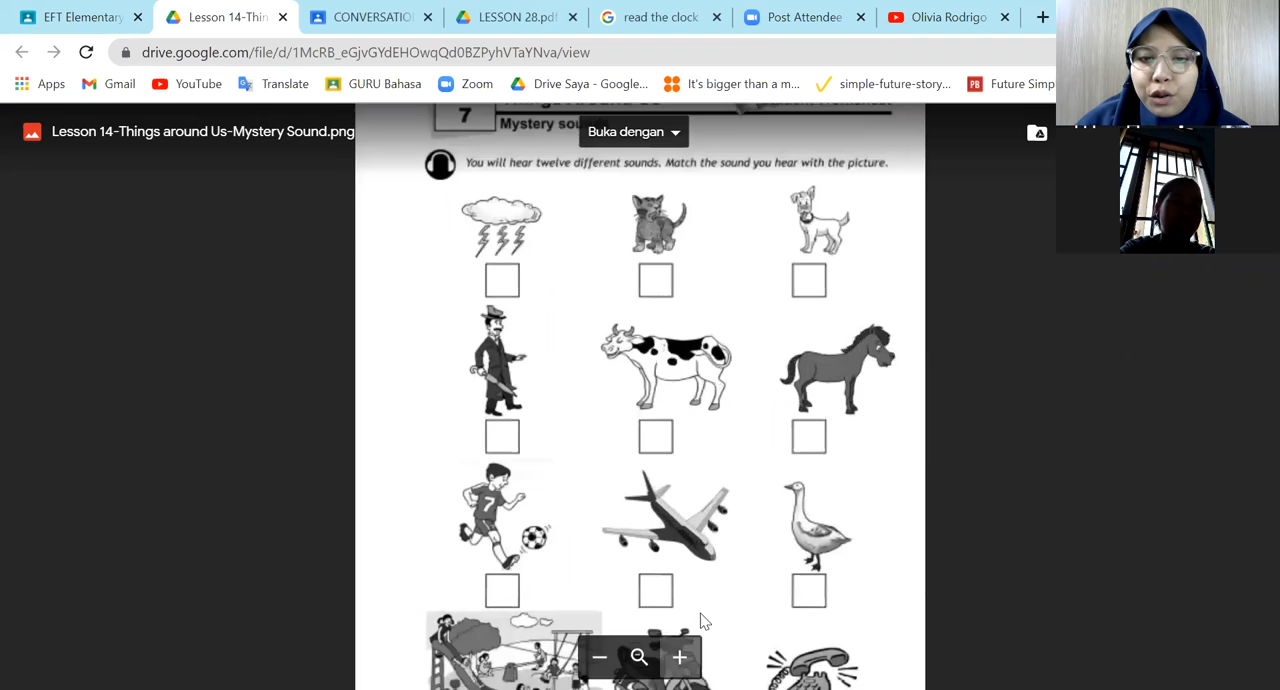 EFT Elementary
Lesson 14-Thin
CONVERSATIO
LESSON 28.pdf
read the clock
Post Attendee
Olivia Rodrigo
drive.google.com/file/d/1McRB_eGjvGYdEHOwqQd0BZPyhVTaYNva/view
Apps
Gmail
YouTube
Translate
GURU Bahasa
Zoom
Drive Saya - Google...
It's bigger than a m...
simple-future-story...
PB
Future Simp
Lesson 14-Things around Us-Mystery Sound.png
Buka dengan
7
Mystery sou
You will hear twelve different sounds. Match the sound you hear with the picture.
7